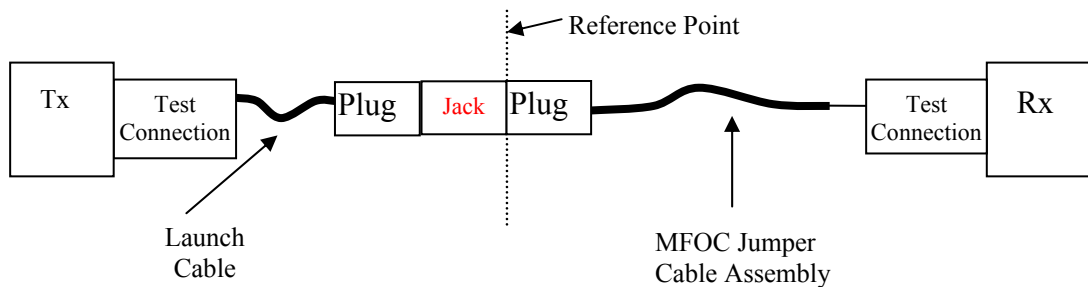 Reference Point
Tx
Test
Connection
Plug
Jack
Plug
Test
Connection
Rx
Launch
Cable
MFOC Jumper
Cable Assembly